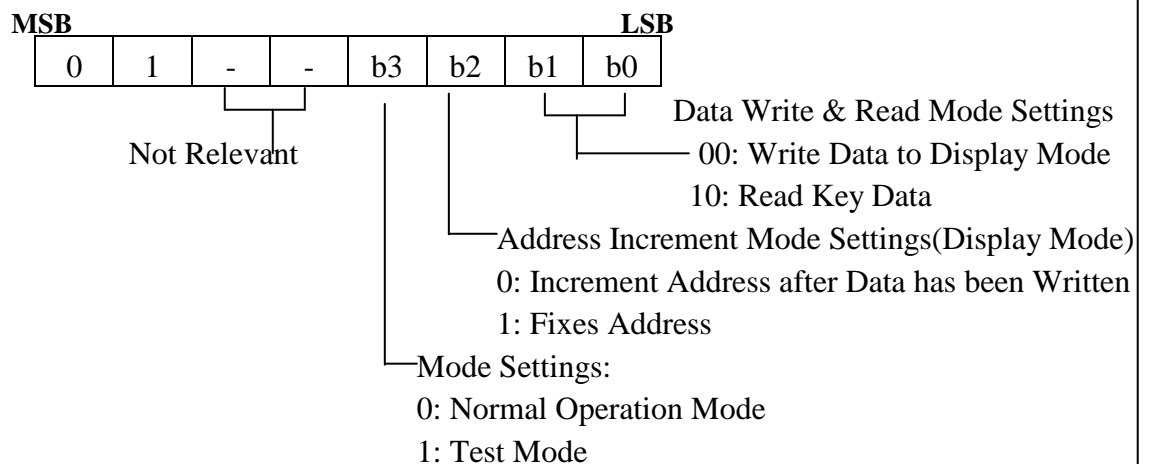 MSB LSB
0 1 - - b3 b2 b1 b0
Data Write & Read Mode Settings
Not Relevant 00: Write Data to Display Mode
10: Read Key Data
Address Increment Mode Settings(Display Mode)
0: Increment Address after Data has been Written
1: Fixes Address
Mode Settings:
0: Normal Operation Mode
1: Test Mode